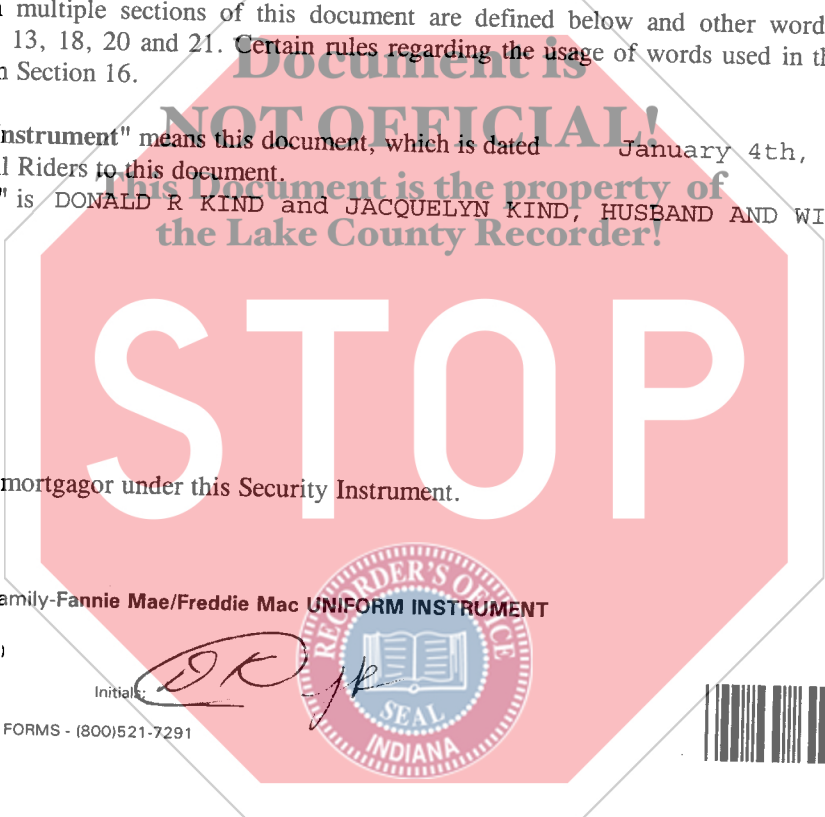 multiple sections of this document are defined below and other word
13, 18, 20 and 21. Certain rules regarding the usage of words used in th
Section 16.
Document is
NOT OFFICIAL!
nstrument" means this document, which is dated January 4th,
l Riders to this document.
This Document is the property of
" is DONALD R KIND and JACQUELYN KIND, HUSBAND AND WI
the Lake County Recorder!
STOP
mortgagor under this Security Instrument.
amily-Fannie Mae/Freddie Mac UNIFORM INSTRUMENT
RECORDER'S OFFICE
SEAL
INDIANA
)
Initials: DK JK
FORMS - (800)521-7291